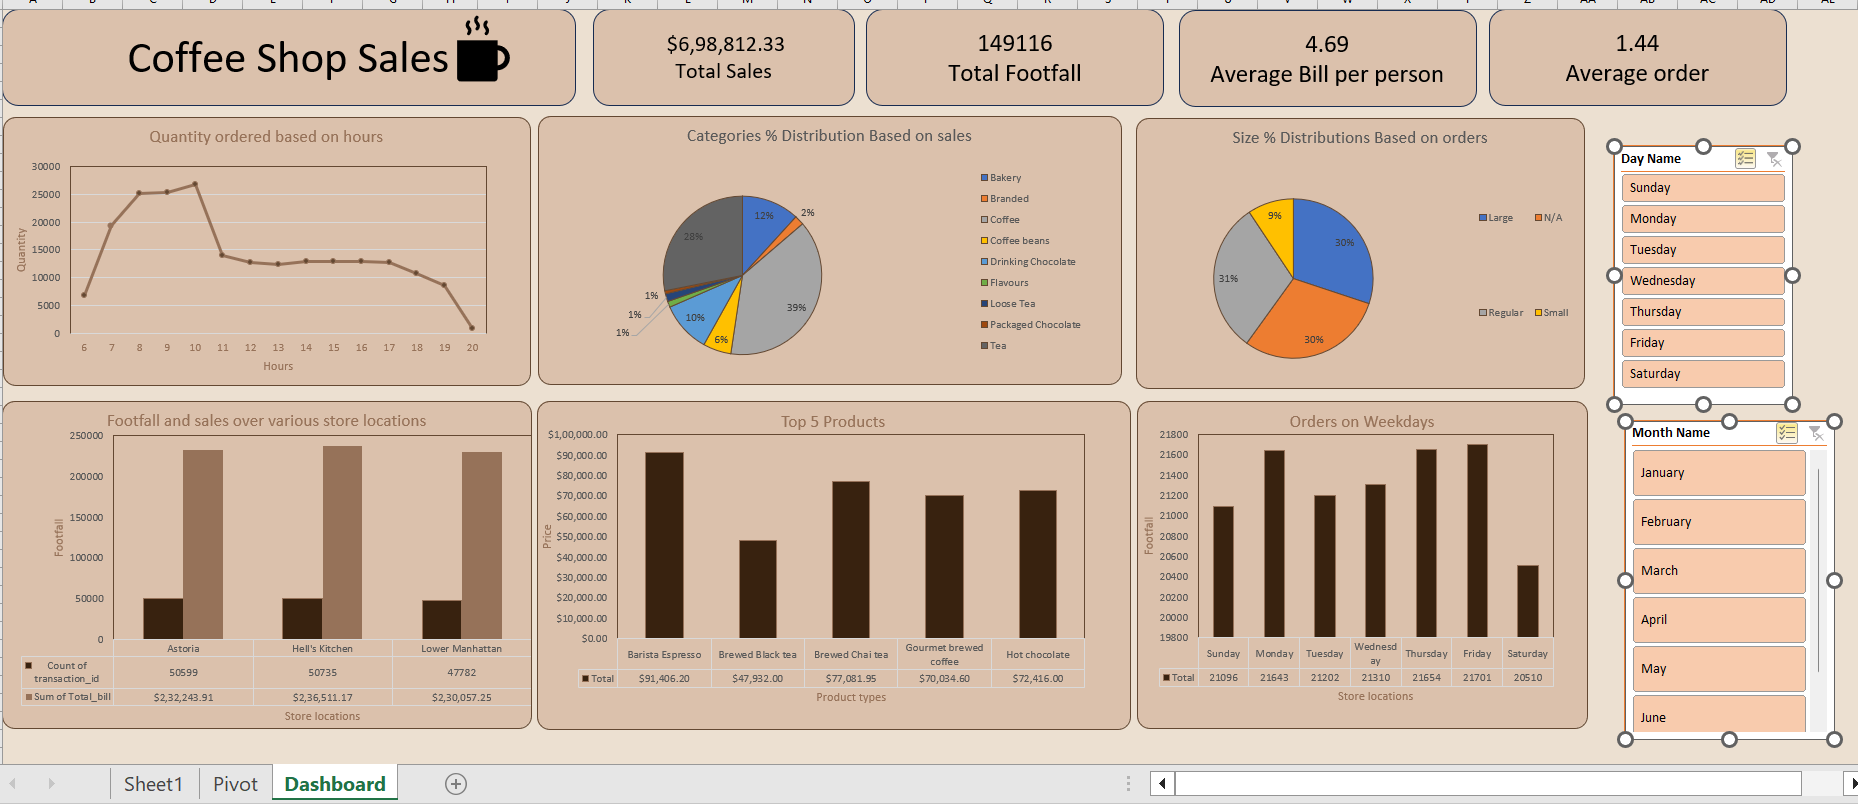 Coffee Shop Sales
$6,98,812.33
Total Sales
149116
Total Footfall
4.69
Average Bill per person
1.44
Average order
Quantity ordered based on hours
30000
25000
20000
15000
10000
5000
0
Quantity
6 7 8 9 10 11 12 13 14 15 16 17 18 19 20
Hours
Categories % Distribution Based on sales
12%
2%
28%
39%
1%
1%
1%
10%
6%
Bakery
Branded
Coffee
Coffee beans
Drinking Chocolate
Flavours
Loose Tea
Packaged Chocolate
Tea
Size % Distributions Based on orders
9%
30%
31%
30%
Large N/A
Regular Small
Day Name
Sunday
Monday
Tuesday
Wednesday
Thursday
Friday
Saturday
Footfall and sales over various store locations
250000
200000
150000
100000
50000
0
Footfall
Astoria Hell's Kitchen Lower Manhattan
Count of
transaction_id
50599 50735 47782
Sum of Total_bill $2,32,243.91 $2,36,511.17 $2,30,057.25
Store locations
Top 5 Products
$1,00,000.00
$90,000.00
$80,000.00
$70,000.00
$60,000.00
$50,000.00
$40,000.00
$30,000.00
$20,000.00
$10,000.00
$0.00
Price
Barista Espresso Brewed Black tea Brewed Chai tea Gourmet brewed
coffee
Hot chocolate
Total $91,406.20 $47,932.00 $77,081.95 $70,034.60 $72,416.00
Product types
Orders on Weekdays
21800
21600
21400
21200
21000
20800
20600
20400
20200
20000
19800
Footfall
Sunday Monday Tuesday Wednesd
ay
Thursday Friday Saturday
Total 21096 21643 21202 21310 21654 21701 20510
Store locations
Month Name
January
February
March
April
May
June
Sheet1 Pivot Dashboard